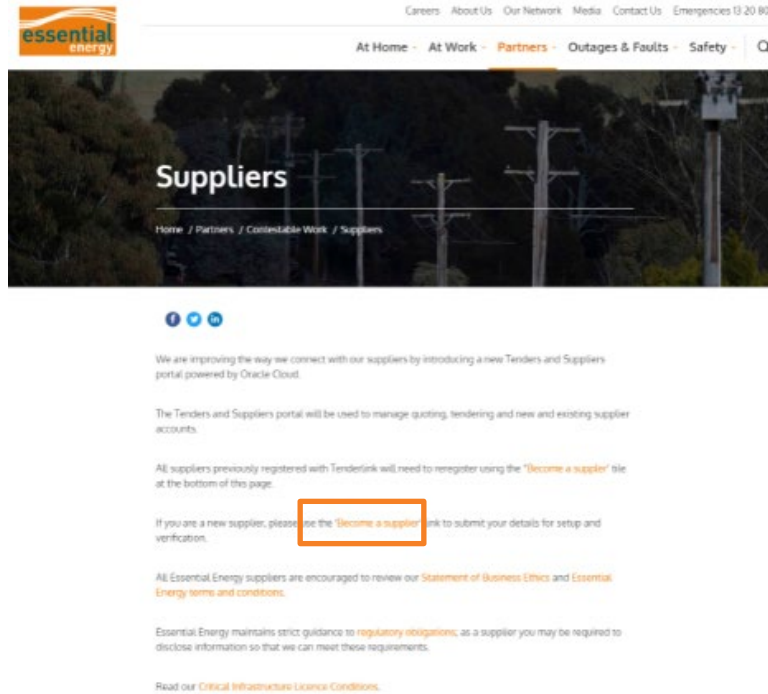 Careers About Us Our Network Media Contact Us Emergencies 13 20 80
essential
energy
At Home At Work Partners Outages & Faults Safety
Suppliers
Home / Partners / Contestable Work / Suppliers
We are improving the way we connect with our suppliers by introducing a new Tenders and Suppliers
portal powered by Oracle Cloud.
The Tenders and Suppliers portal will be used to manage quoting, tendering and new and existing supplier
accounts.
All suppliers previously registered with Tenderlink will need to reregister using the "Become a supplier" tile
at the bottom of this page.
If you are a new supplier, please use the 'Become a supplier' link to submit your details for setup and
verification.
All Essential Energy suppliers are encouraged to review our Statement of Business Ethics and Essential
Energy terms and conditions.
Essential Energy maintains strict guidance to regulatory obligations, as a supplier you may be required to
disclose information so that we can meet these requirements.
Read our Critical Infrastructure Licence Conditions.